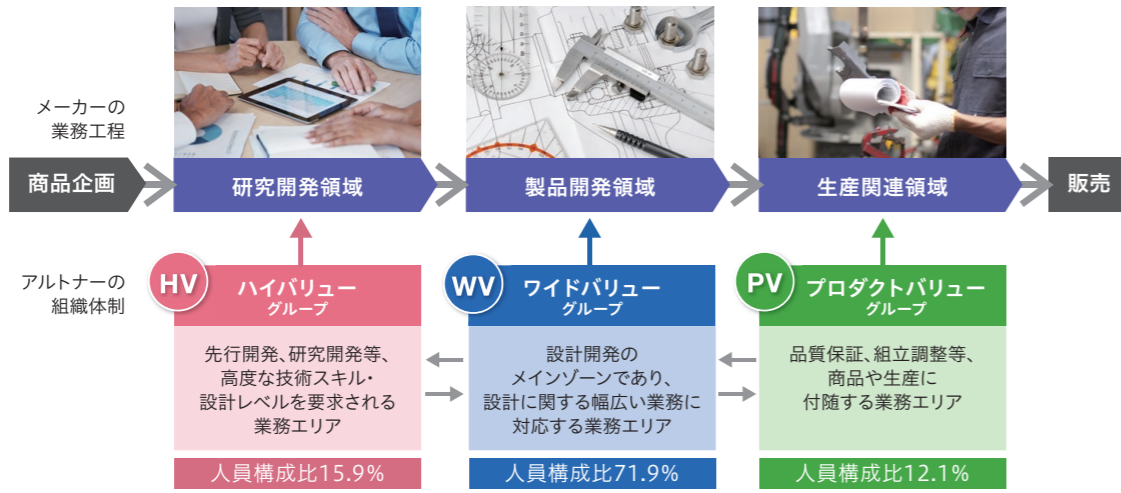 メーカーの
業務工程
商品企画
研究開発領域
製品開発領域
生産関連領域
販売
アルトナーの
組織体制
HV
ハイバリュー
グループ
先行開発、研究開発等、
高度な技術スキル・
設計レベルを要求される
業務エリア
人員構成比15.9%
WV
ワイドバリュー
グループ
設計開発の
メインゾーンであり、
設計に関する幅広い業務に
対応する業務エリア
人員構成比71.9%
PV
プロダクトバリュー
グループ
品質保証、組立調整等、
商品や生産に
付随する業務エリア
人員構成比12.1%